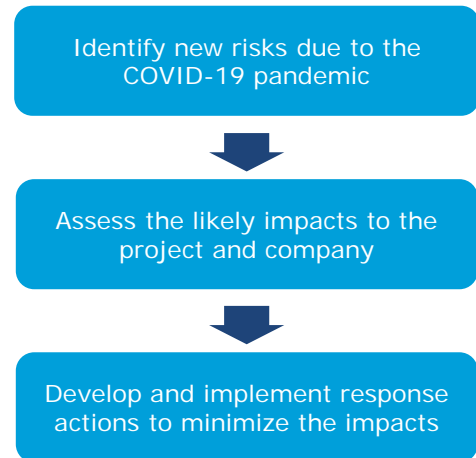 Identify new risks due to the
COVID-19 pandemic
Assess the likely impacts to the
project and company
Develop and implement response
actions to minimize the impacts